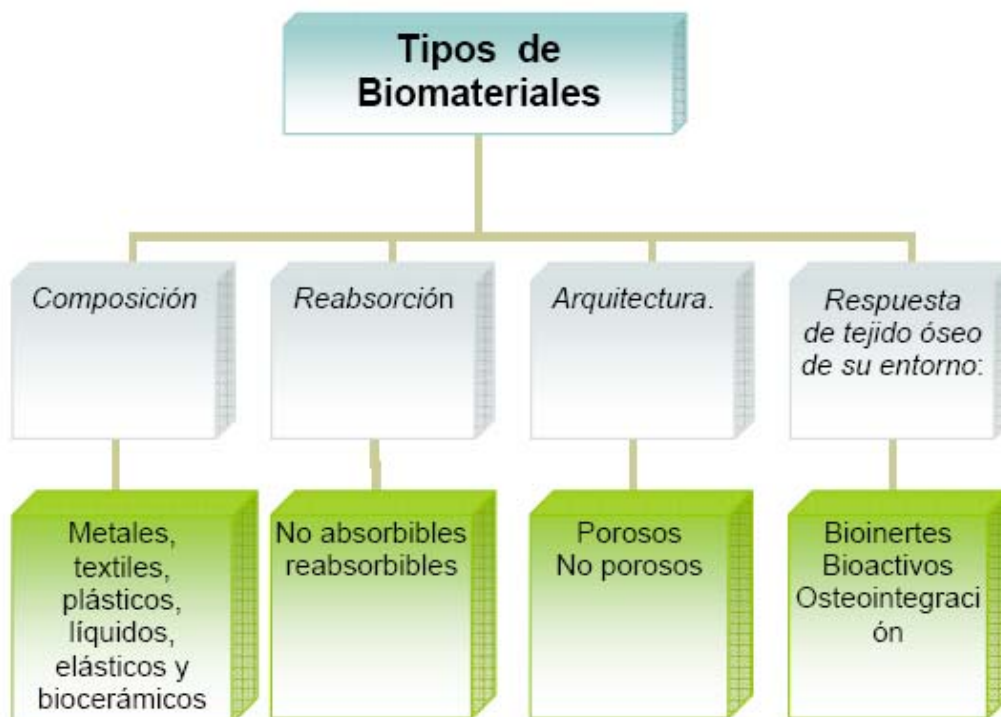 Tipos de
Biomateriales
Composición
Reabsorción
Arquitectura.
Respuesta
de tejido óseo
de su entorno:
Metales,
textiles,
plásticos,
líquidos,
elásticos y
biocerámicos
No absorbibles
reabsorbibles
Porosos
No porosos
Bioinertes
Bioactivos
Osteointegraci
ón